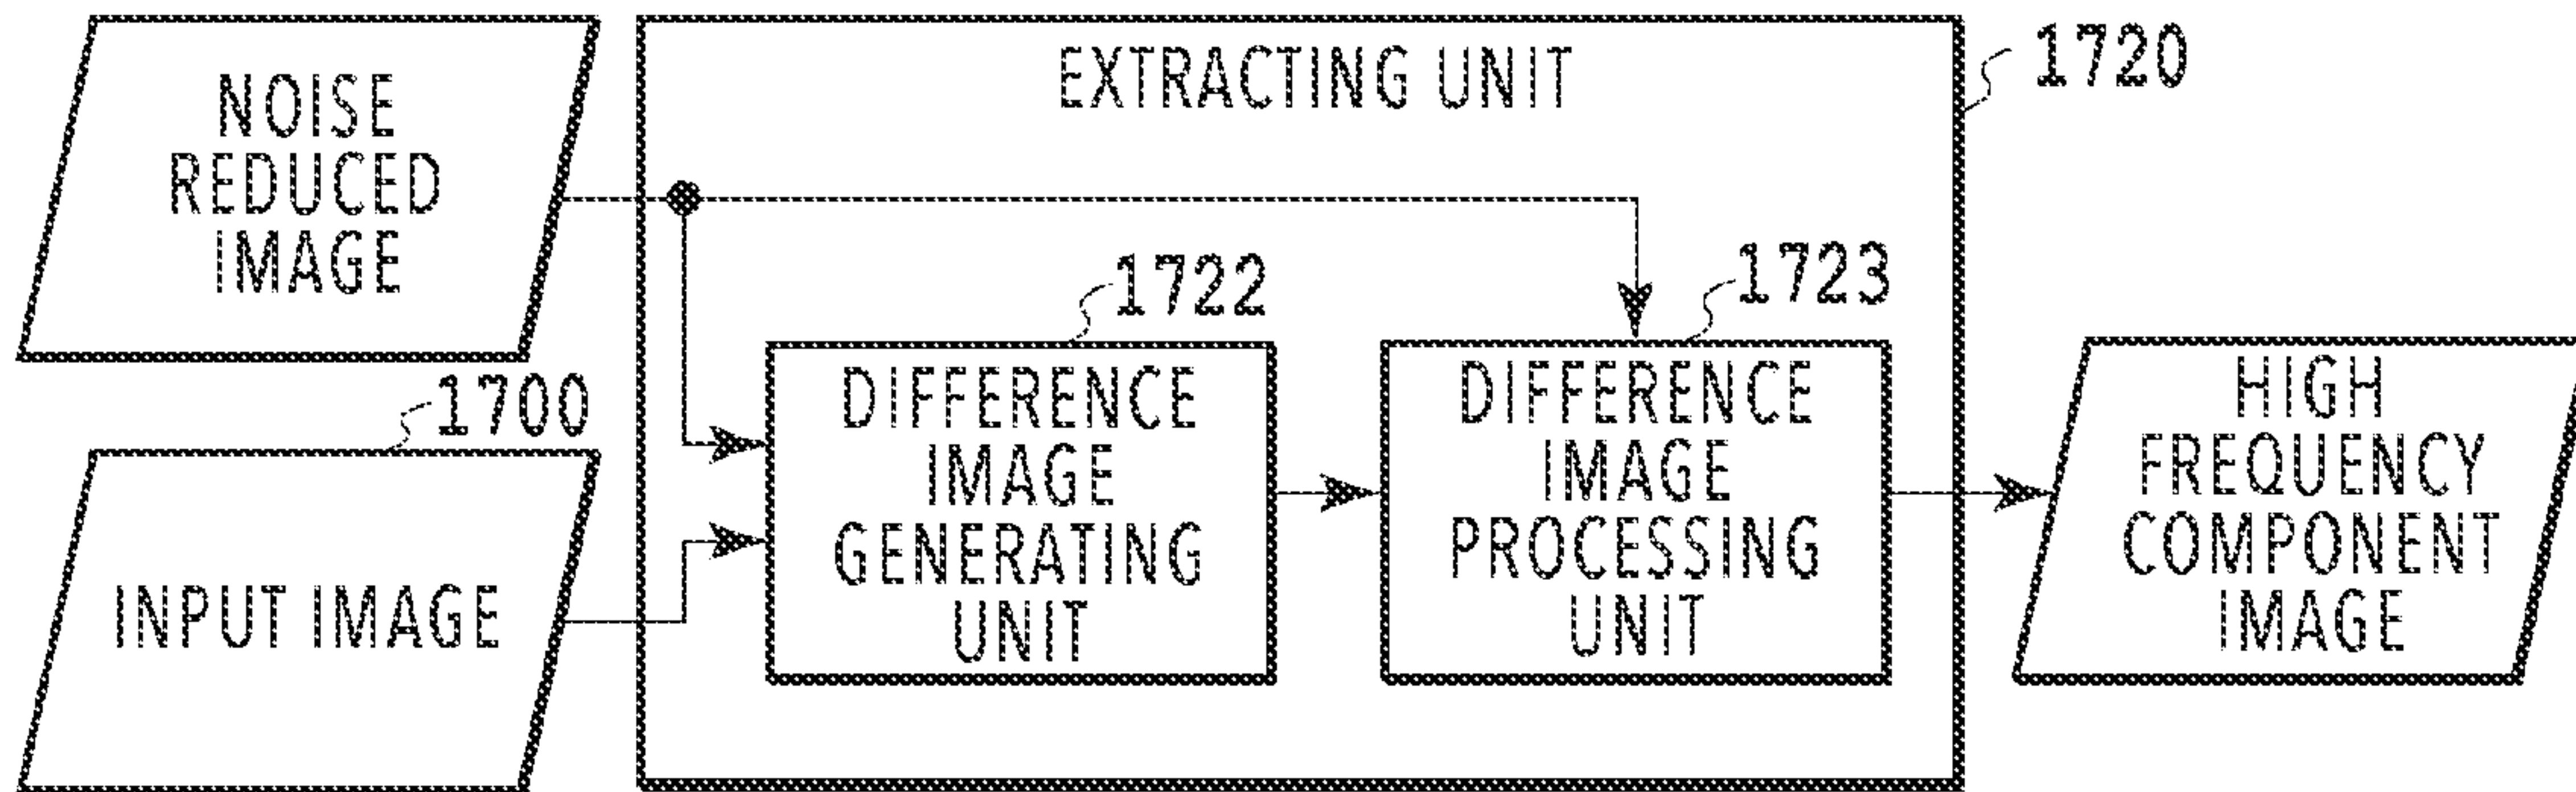 NOISE
REDUCED
IMAGE
EXTRACTING UNIT
1720
1722
1723
1700
INPUT IMAGE
DIFFERENCE
IMAGE
GENERATING
UNIT
DIFFERENCE
IMAGE
PROCESSING
UNIT
HIGH
FREQUENCY
COMPONENT
IMAGE